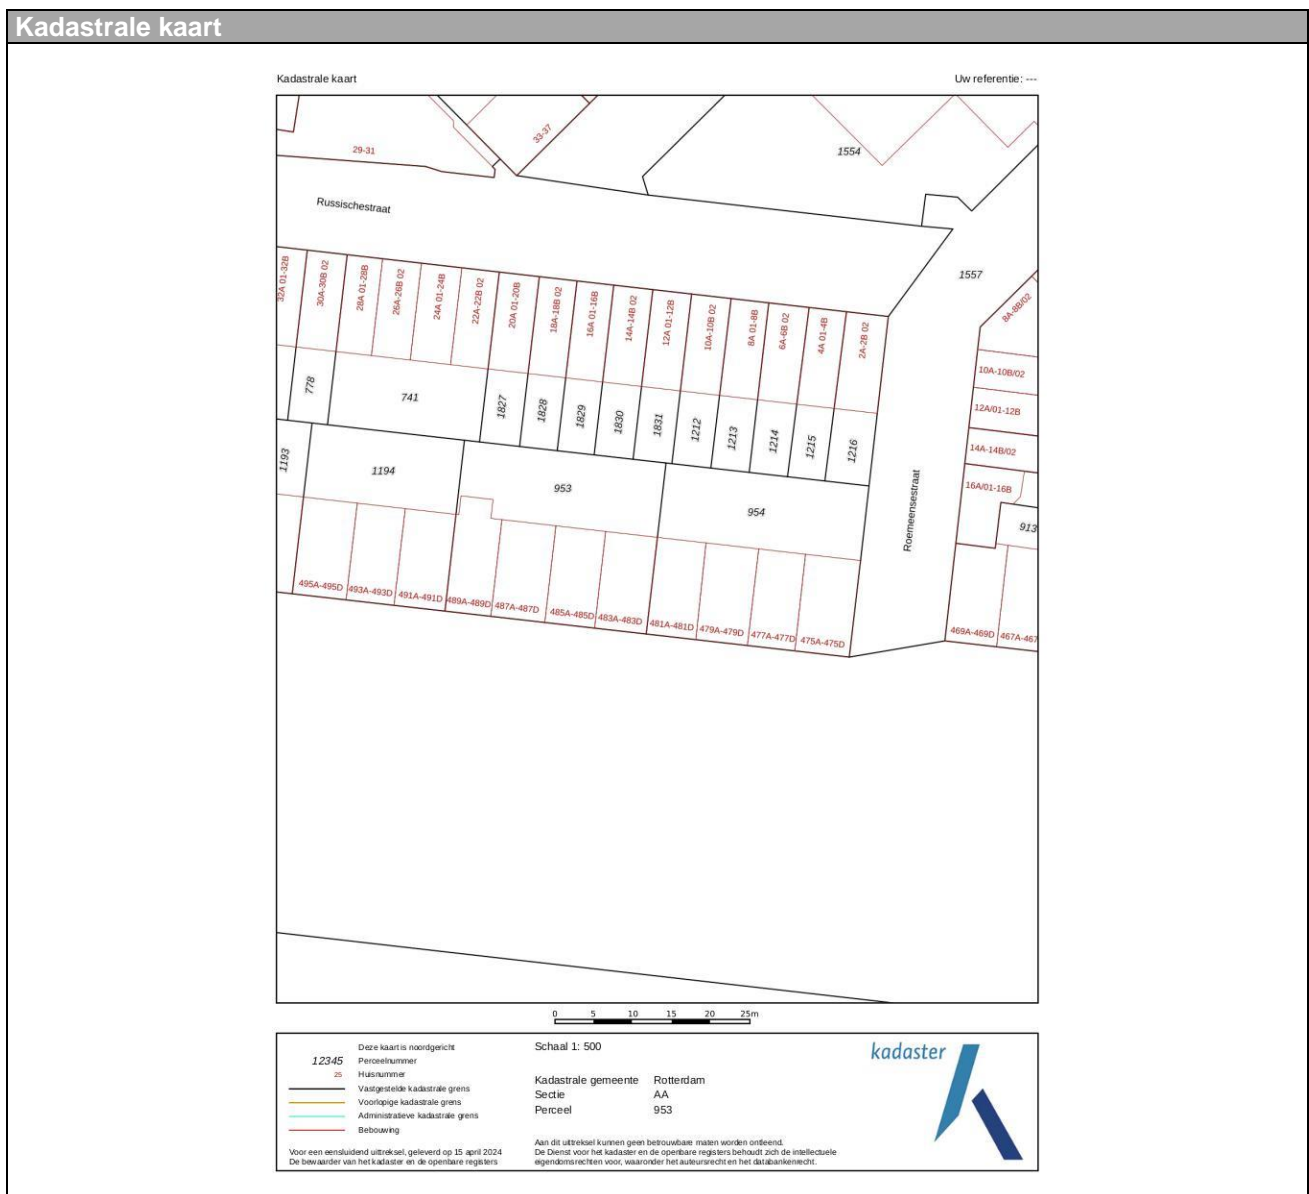 Kadastrale kaart
Kadastrale kaart
Uw referentie: ---
29-31
33-37
1554
Russischestraat
1557
32A 01-32B
30A-30B 02
28A 01-28B
26A-26B 02
24A 01-24B
22A-22B 02
20A 01-20B
18A-18B 02
16A 01-16B
14A-14B 02
12A 01-12B
10A-10B 02
8A 01-8B
6A-6B 02
4A 01-4B
2A-2B 02
8A-8B/02
10A-10B/02
12A/01-12B
14A-14B/02
16A/01-16B
913
778
741
1827
1828
1829
1830
1831
1212
1213
1214
1215
1216
1193
1194
953
954
Roemeensestraat
495A-495D
493A-493D
491A-491D
489A-489D
487A-487D
485A-485D
483A-483D
481A-481D
479A-479D
477A-477D
475A-475D
469A-469D
467A-467
0 5 10 15 20 25m
Deze kaart is noordgericht
12345 Perceelnummer
25 Huisnummer
Vastgestelde kadastrale grens
Voorlopige kadastrale grens
Administratieve kadastrale grens
Bebouwing
Voor een eensluidend uittreksel, geleverd op 15 april 2024
De bewaarder van het kadaster en de openbare registers
Schaal 1: 500
Kadastrale gemeente Rotterdam
Sectie AA
Perceel 953
Aan dit uittreksel kunnen geen betrouwbare maten worden ontleend.
De Dienst voor het kadaster en de openbare registers behoudt zich de intellectuele
eigendomsrechten voor, waaronder het auteursrecht en het databankenrecht.
kadaster